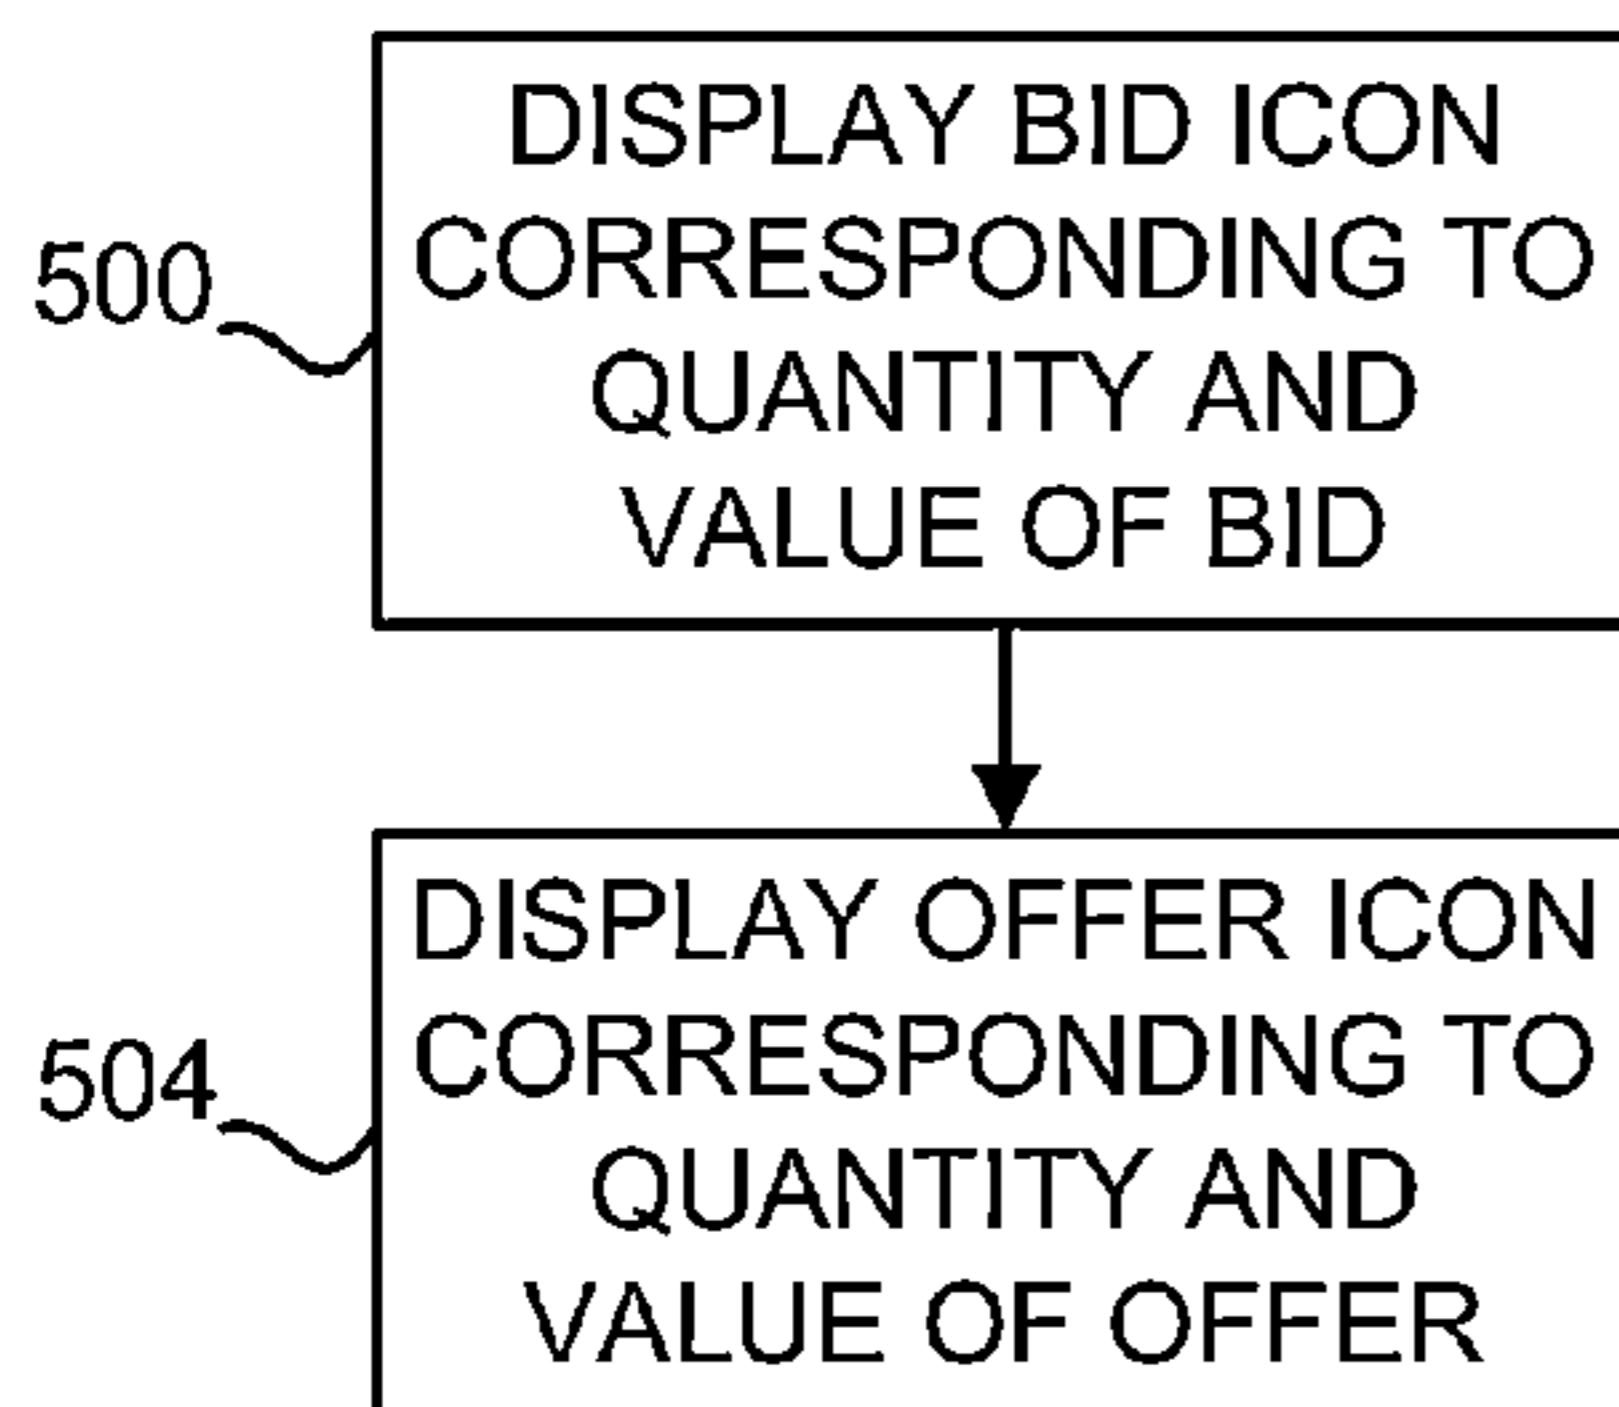 DISPLAY BID ICON
500
CORRESPONDING TO
QUANTITY AND
VALUE OF BID
DISPLAY OFFER ICON
504
CORRESPONDING TO
QUANTITY AND
VALUE OF OFFER